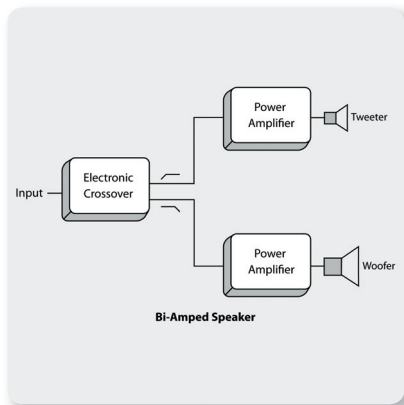 Power
Amplifier
Tweeter
Electronic
Crossover
Input
Power
Amplifier
Woofer
Bi-Amped Speaker